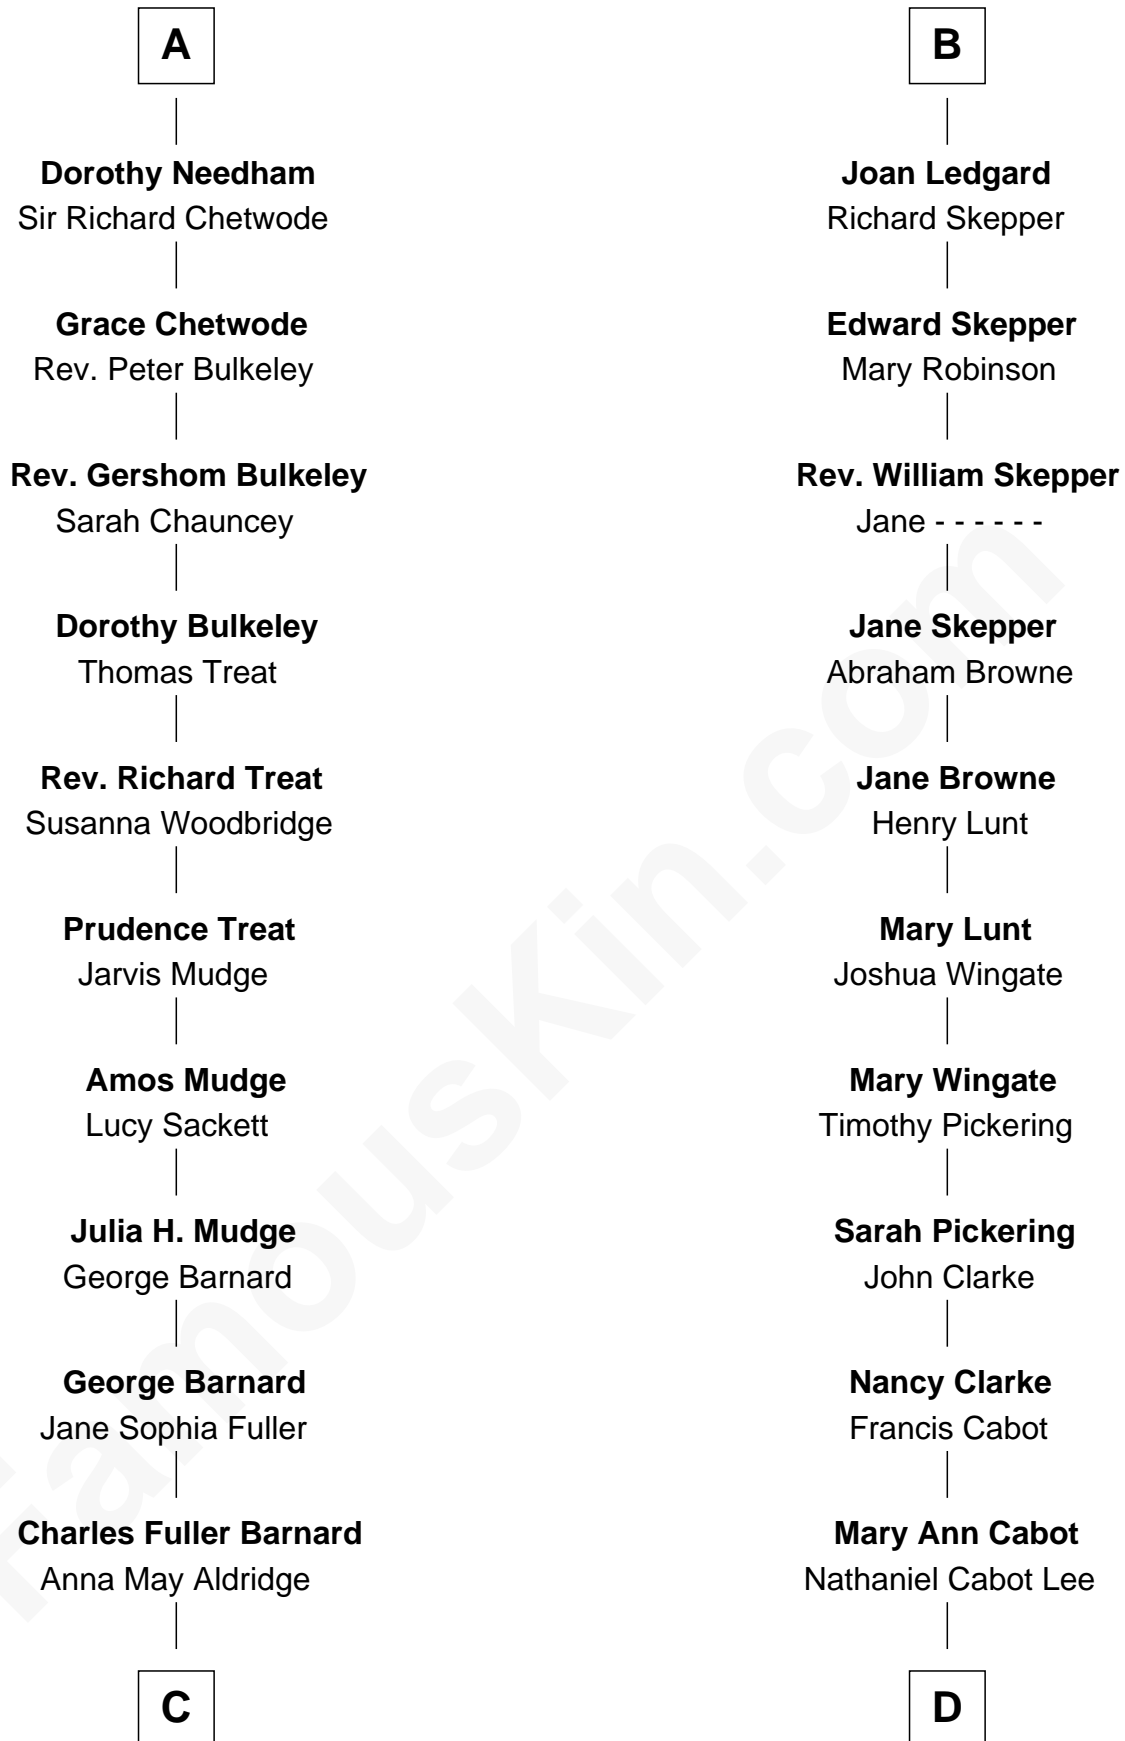 A
Dorothy Needham
Sir Richard Chetwode
Grace Chetwode
Rev. Peter Bulkeley
Rev. Gershom Bulkeley
Sarah Chauncey
Dorothy Bulkeley
Thomas Treat
Rev. Richard Treat
Susanna Woodbridge
Prudence Treat
Jarvis Mudge
Amos Mudge
Lucy Sackett
Julia H. Mudge
George Barnard
George Barnard
Jane Sophia Fuller
Charles Fuller Barnard
Anna May Aldridge
C
B
Joan Ledgard
Richard Skepper
Edward Skepper
Mary Robinson
Rev. William Skepper
Jane - - - - - -
Jane Skepper
Abraham Browne
Jane Browne
Henry Lunt
Mary Lunt
Joshua Wingate
Mary Wingate
Timothy Pickering
Sarah Pickering
John Clarke
Nancy Clarke
Francis Cabot
Mary Ann Cabot
Nathaniel Cabot Lee
D
FamousKin.com